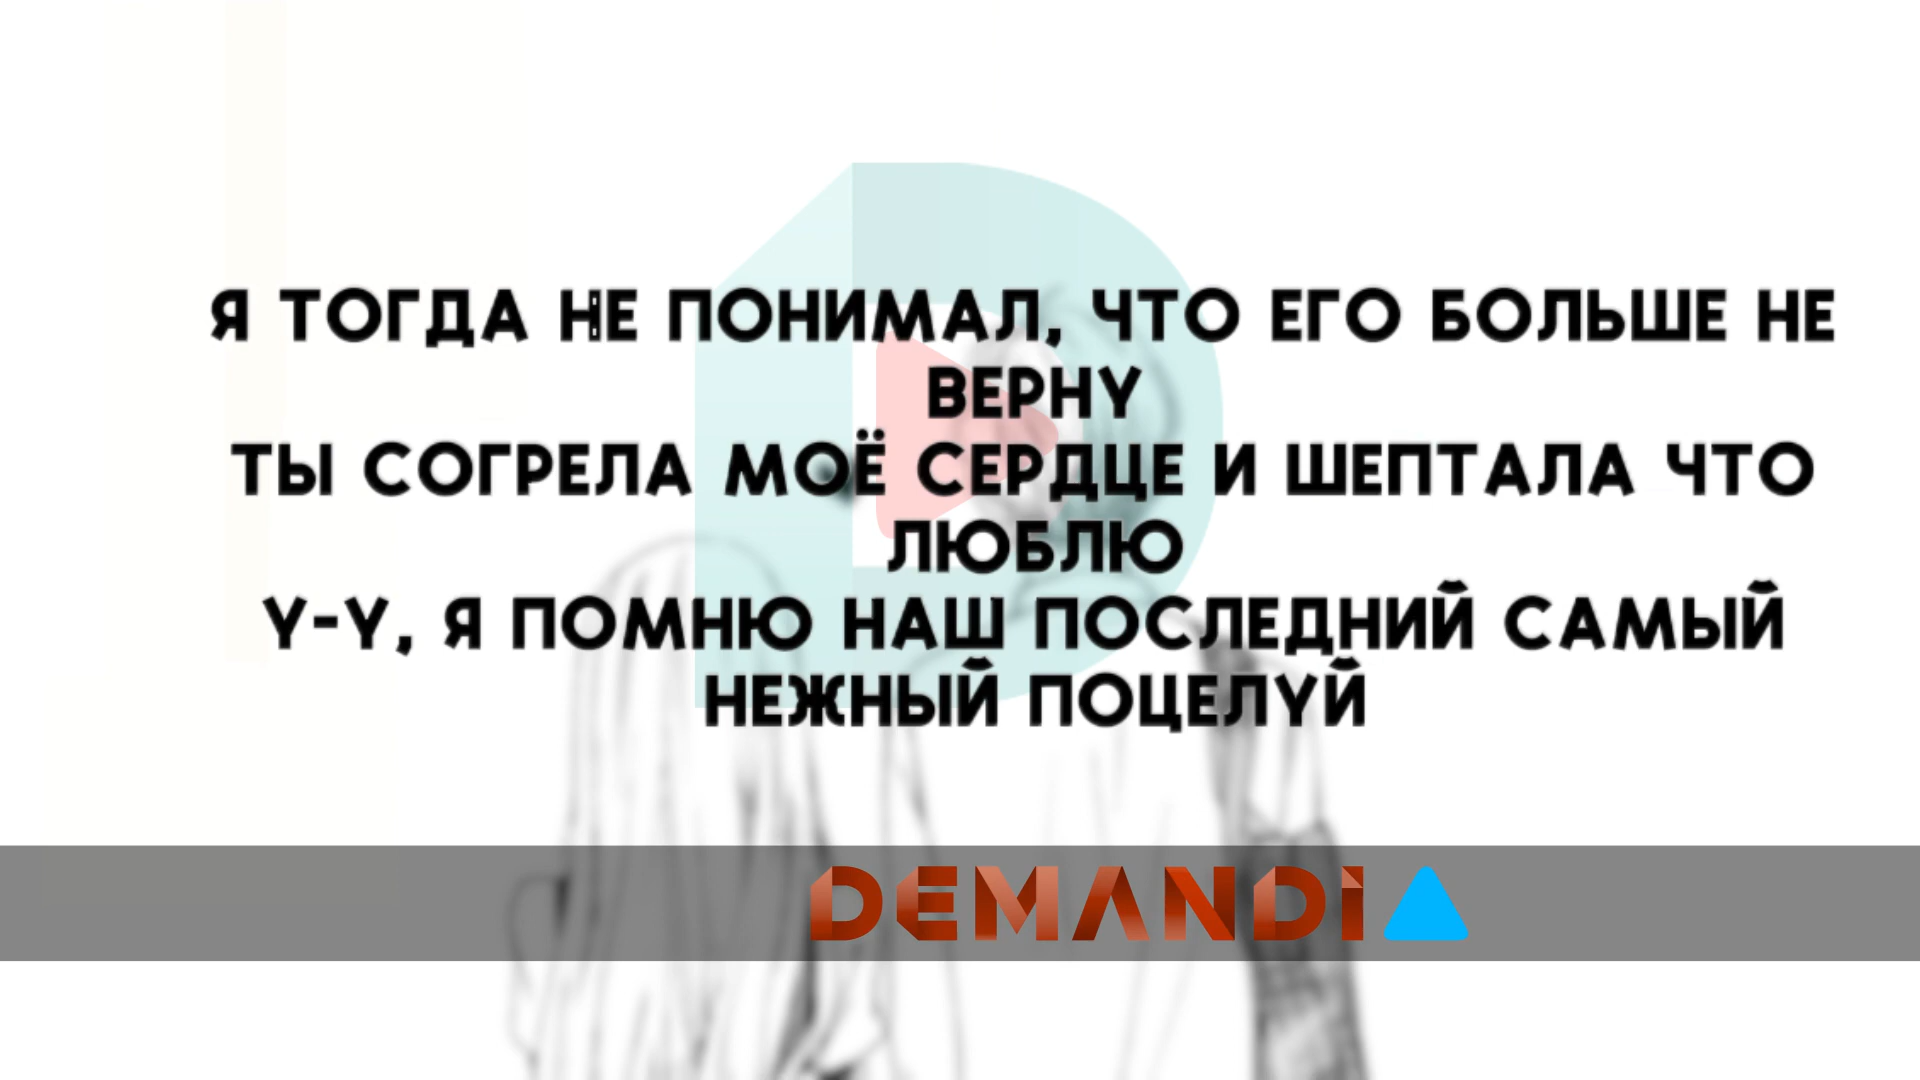 Я ТОГДА НЕ ПОНИМАЛ, ЧТО ЕГО БОЛЬШЕ НЕ
ВЕРНУ
ТЫ СОГРЕЛА МОЁ СЕРДЦЕ И ШЕПТАЛА ЧТО
ЛЮБЛЮ
У-У, Я ПОМНЮ НАШ ПОСЛЕДНИЙ САМЫЙ
НЕЖНЫЙ ПОЦЕЛУЙ
DEMANDI